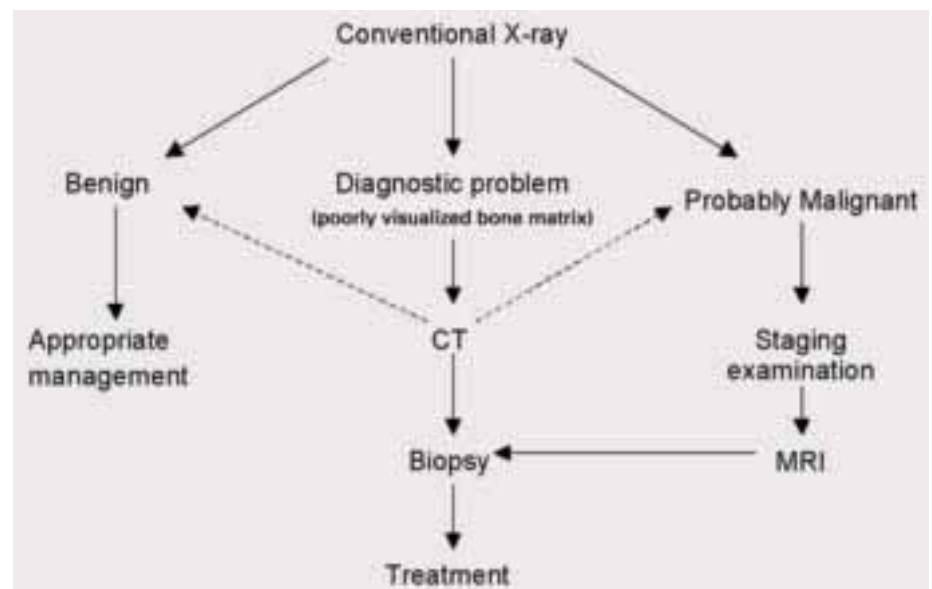 Conventional X-ray
Benign
Diagnostic problem
(poorly visualized bone matrix)
Probably Malignant
Appropriate
management
CT
Staging
examination
Biopsy
MRI
Treatment